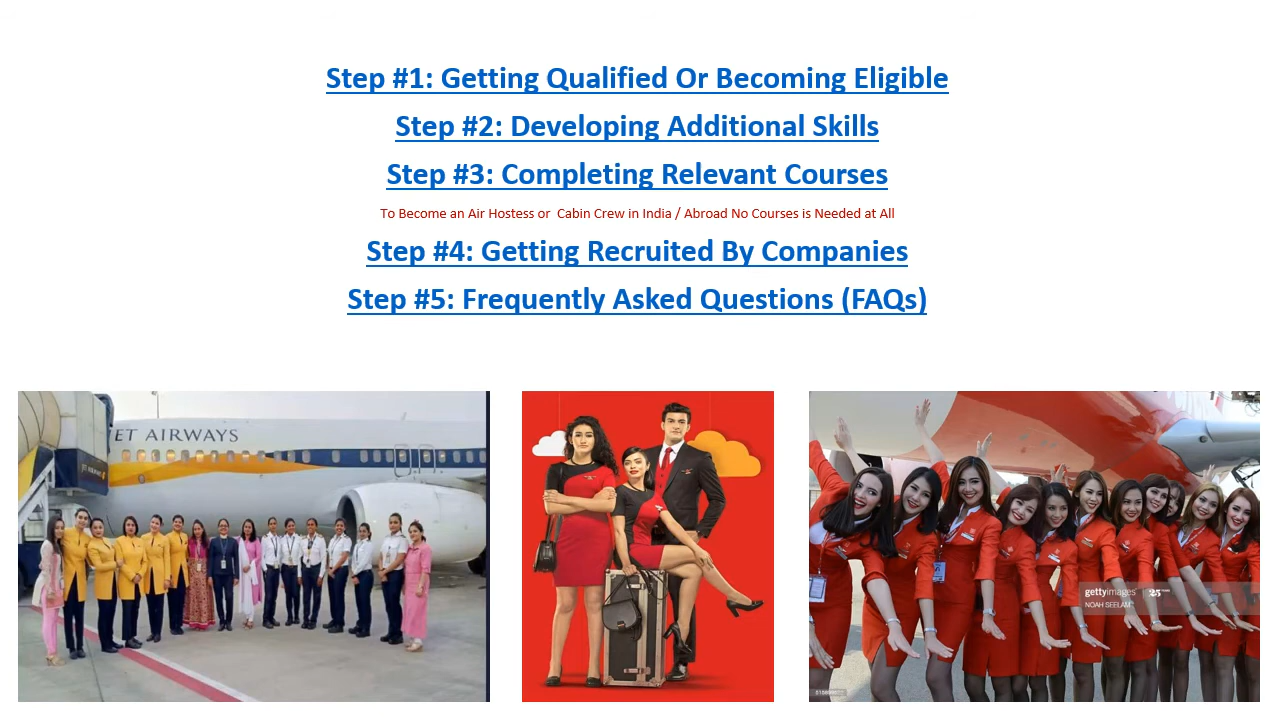 Step #1: Getting Qualified Or Becoming Eligible
Step #2: Developing Additional Skills
Step #3: Completing Relevant Courses
To Become an Air Hostess or  Cabin Crew in India / Abroad No Courses is Needed at All
Step #4: Getting Recruited By Companies
Step #5: Frequently Asked Questions (FAQs)
JET AIRWAYS
gettyimages
NOAH SEELAM